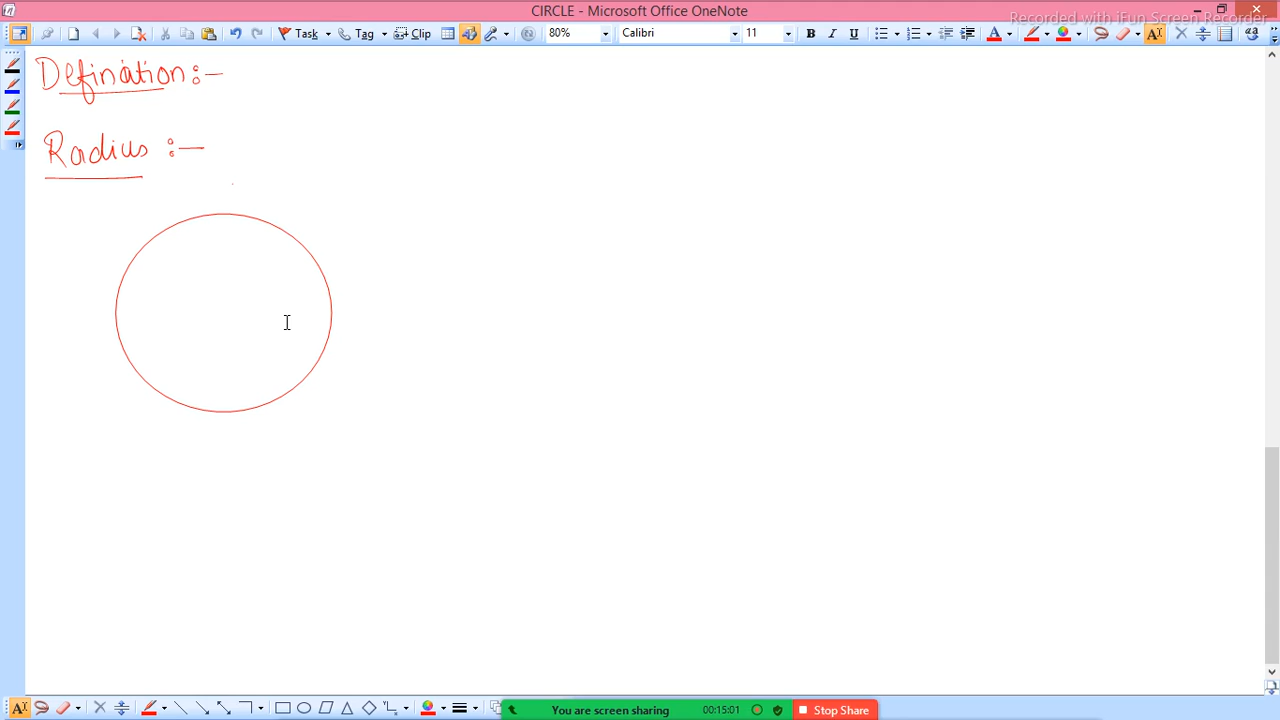 CIRCLE - Microsoft Office OneNote
Recorded with iFun Screen Recorder
Task Tag Clip 80% Calibri 11 B I U A A
Defination:-
Radius :-
A You are screen sharing 00:15:01 Stop Share